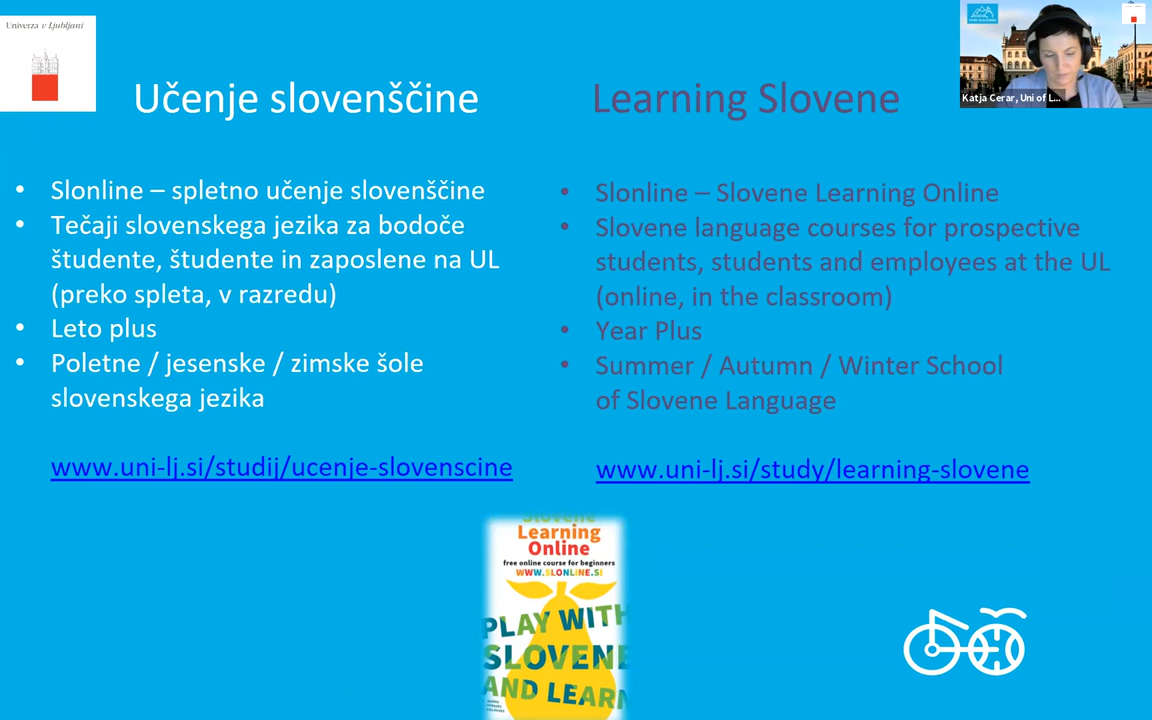 Univerza v Ljubljani
Katja Cerar, Uni of L...
Učenje slovenščine
• Slonline – spletno učenje slovenščine
• Tečaji slovenskega jezika za bodoče
študente, študente in zaposlene na UL
(preko spleta, v razredu)
• Leto plus
• Poletne / jesenske / zimske šole
slovenskega jezika
www.uni-lj.si/studij/ucenje-slovenscine
Learning Slovene
• Slonline – Slovene Learning Online
• Slovene language courses for prospective
students, students and employees at the UL
(online, in the classroom)
• Year Plus
• Summer / Autumn / Winter School
of Slovene Language
www.uni-lj.si/study/learning-slovene
Slovene
Learning
Online
free online course for beginners
WWW.SLONLINE.SI
PLAY WITH
SLOVENE
AND LEARN